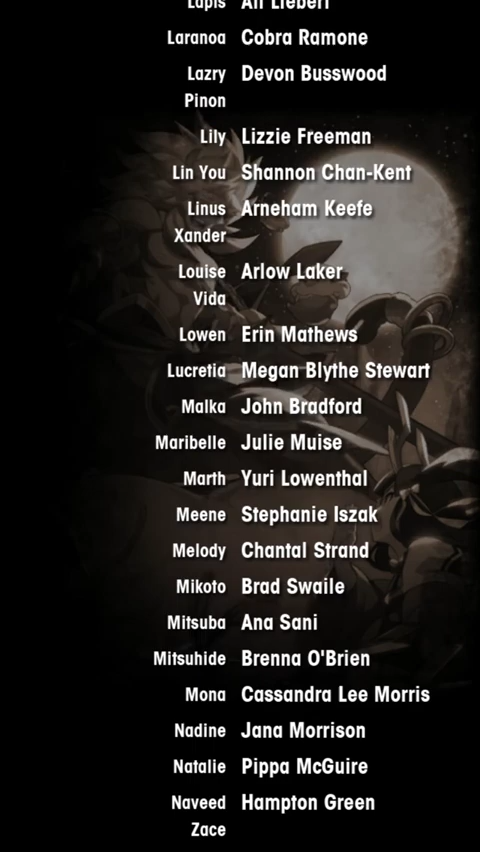 Lapis Ali Liebert
Laranoa Cobra Ramone
Lazry Devon Busswood
Pinon
Lily Lizzie Freeman
Lin You Shannon Chan-Kent
Linus Arneham Keefe
Xander
Louise Arlow Laker
Vida
Lowen Erin Mathews
Lucretia Megan Blythe Stewart
Malka John Bradford
Maribelle Julie Muise
Marth Yuri Lowenthal
Meene Stephanie Iszak
Melody Chantal Strand
Mikoto Brad Swaile
Mitsuba Ana Sani
Mitsuhide Brenna O'Brien
Mona Cassandra Lee Morris
Nadine Jana Morrison
Natalie Pippa McGuire
Naveed Hampton Green
Zace